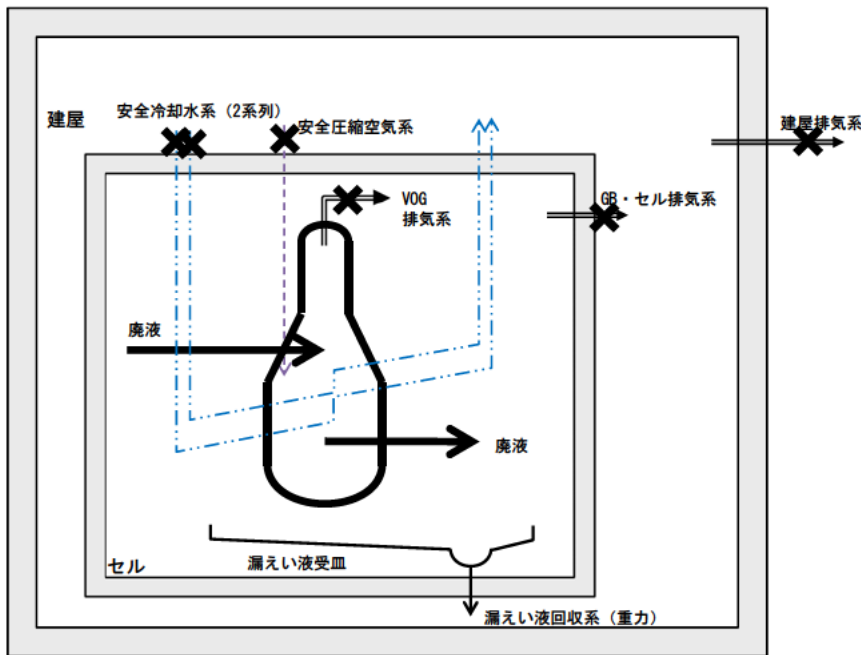 建屋
安全冷却水系（2系列）
安全圧縮空気系
建屋排気系
VOG
排気系
GB・セル排気系
廃液
廃液
セル
漏えい液受皿
漏えい液回収系（重力）